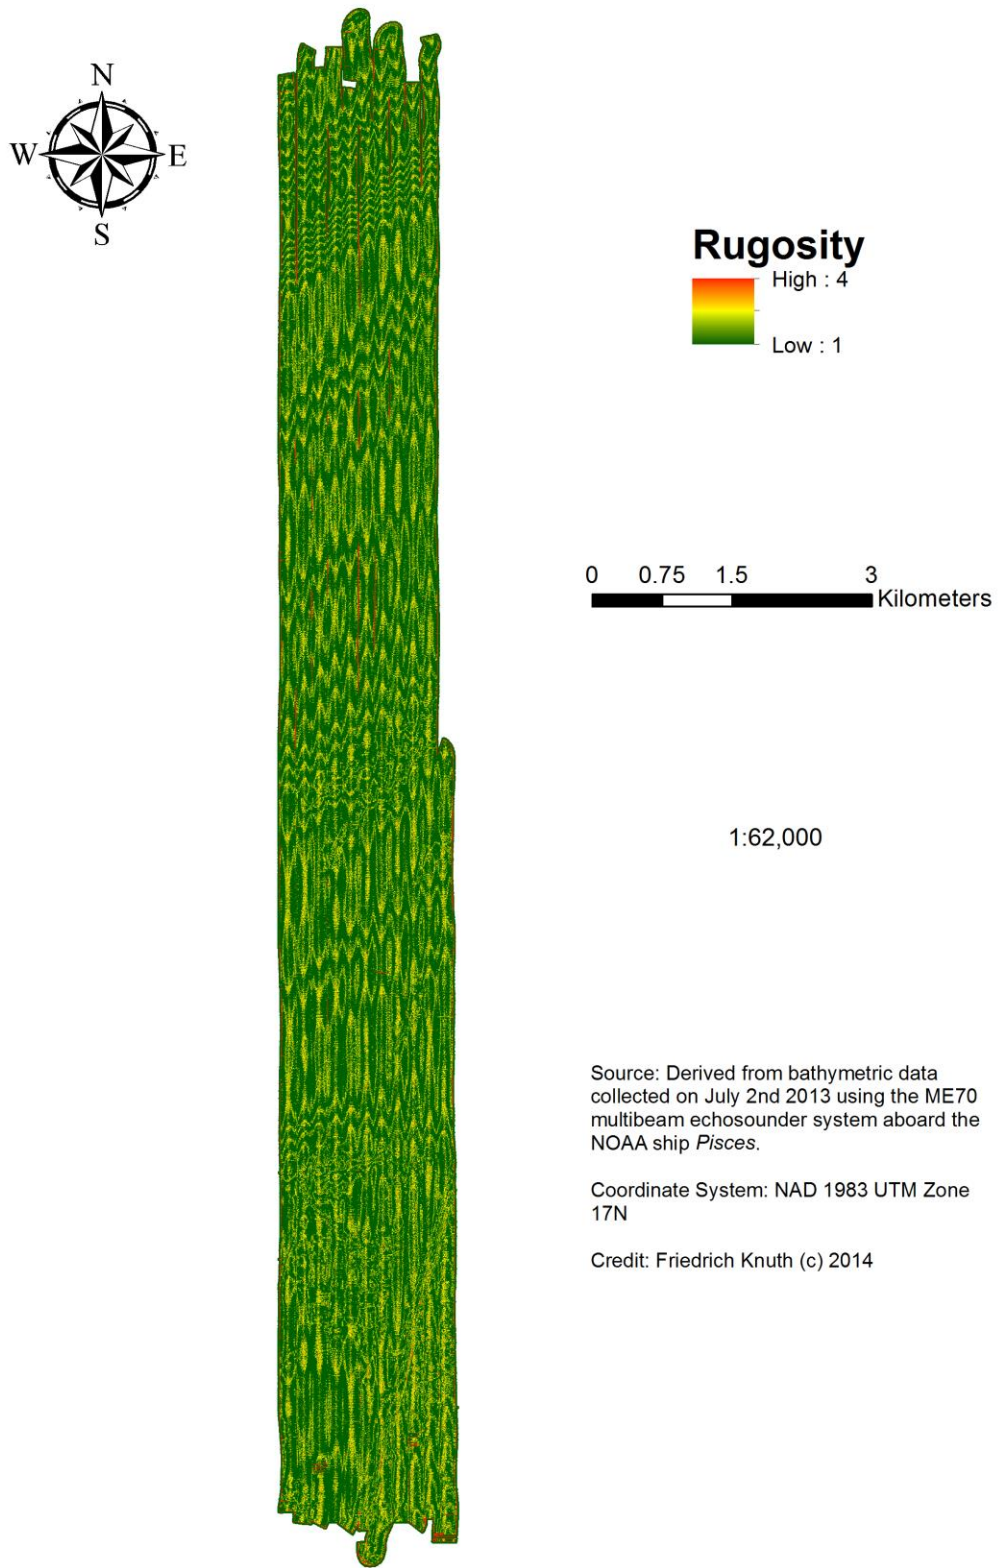 N
W E
S
Rugosity
High : 4
Low : 1
0 0.75 1.5 3
Kilometers
1:62,000
Source: Derived from bathymetric data
collected on July 2nd 2013 using the ME70
multibeam echosounder system aboard the
NOAA ship Pisces.
Coordinate System: NAD 1983 UTM Zone
17N
Credit: Friedrich Knuth (c) 2014